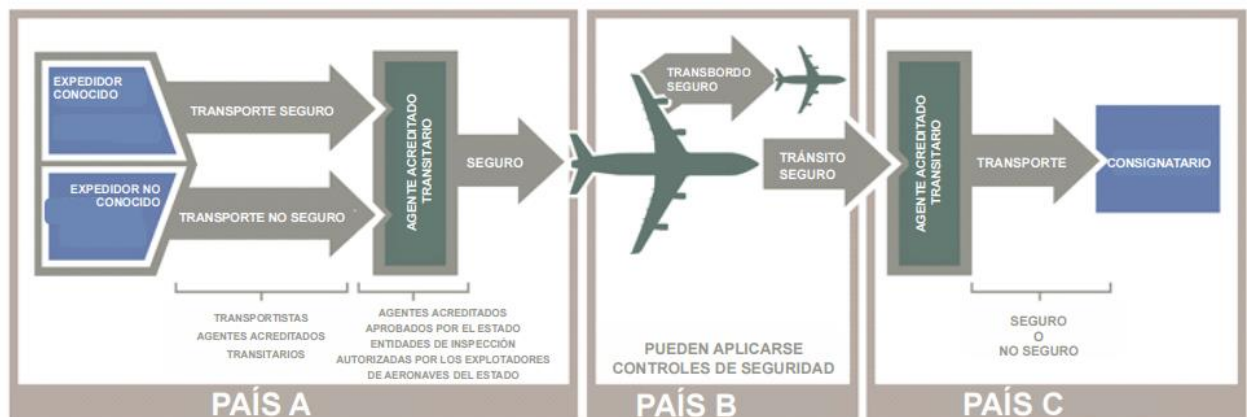 EXPEDIDOR
CONOCIDO
TRANSPORTE SEGURO
EXPEDIDOR NO
CONOCIDO
TRANSPORTE NO SEGURO
AGENTE ACREDITADO
TRANSITARIO
SEGURO
TRANSPORTISTAS
AGENTES ACREDITADOS
TRANSITARIOS
AGENTES ACREDITADOS
APROBADOS POR EL ESTADO
ENTIDADES DE INSPECCIÓN
AUTORIZADAS POR LOS EXPLOTADORES
DE AERONAVES DEL ESTADO
PAÍS A
TRANSBORDO
SEGURO
TRÁNSITO
SEGURO
PUEDEN APLICARSE
CONTROLES DE SEGURIDAD
PAÍS B
AGENTE ACREDITADO
TRANSITARIO
TRANSPORTE
CONSIGNATARIO
SEGURO
O
NO SEGURO
PAÍS C